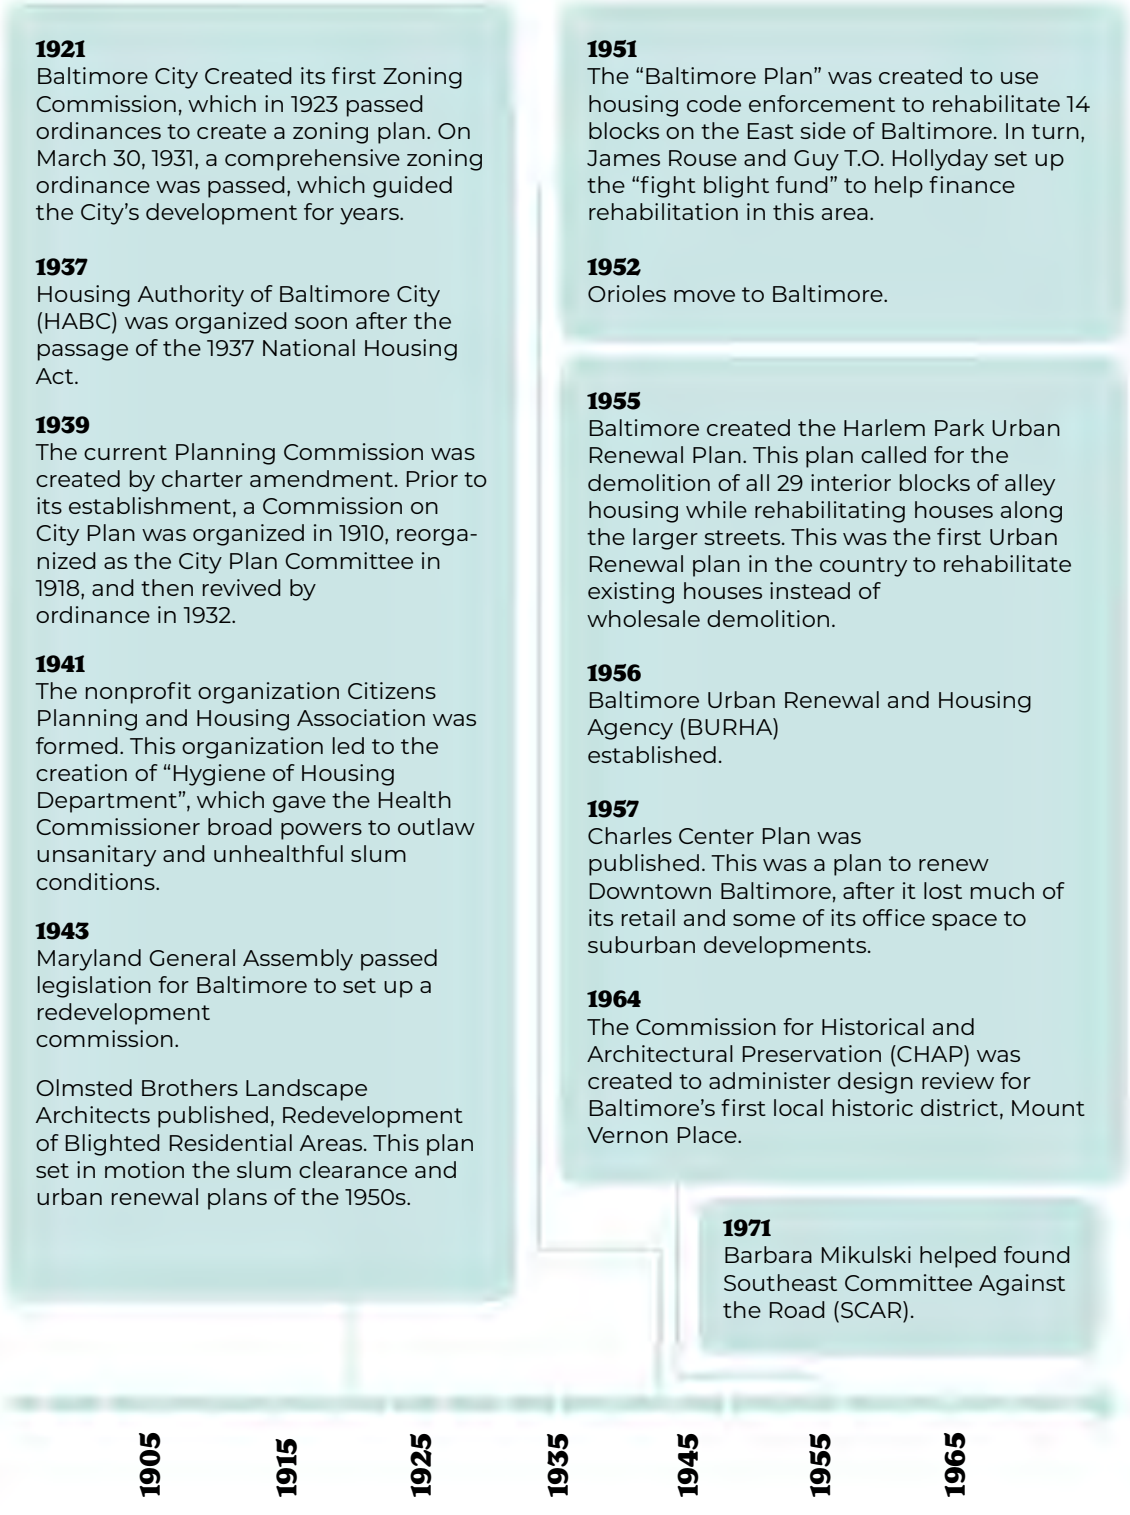 1921
Baltimore City Created its first Zoning
Commission, which in 1923 passed
ordinances to create a zoning plan. On
March 30, 1931, a comprehensive zoning
ordinance was passed, which guided
the City’s development for years.
1937
Housing Authority of Baltimore City
(HABC) was organized soon after the
passage of the 1937 National Housing
Act.
1939
The current Planning Commission was
created by charter amendment. Prior to
its establishment, a Commission on
City Plan was organized in 1910, reorga-
nized as the City Plan Committee in
1918, and then revived by
ordinance in 1932.
1941
The nonprofit organization Citizens
Planning and Housing Association was
formed. This organization led to the
creation of “Hygiene of Housing
Department”, which gave the Health
Commissioner broad powers to outlaw
unsanitary and unhealthful slum
conditions.
1943
Maryland General Assembly passed
legislation for Baltimore to set up a
redevelopment
commission.
Olmsted Brothers Landscape
Architects published, Redevelopment
of Blighted Residential Areas. This plan
set in motion the slum clearance and
urban renewal plans of the 1950s.
1951
The “Baltimore Plan” was created to use
housing code enforcement to rehabilitate 14
blocks on the East side of Baltimore. In turn,
James Rouse and Guy T.O. Hollyday set up
the “fight blight fund” to help finance
rehabilitation in this area.
1952
Orioles move to Baltimore.
1955
Baltimore created the Harlem Park Urban
Renewal Plan. This plan called for the
demolition of all 29 interior blocks of alley
housing while rehabilitating houses along
the larger streets. This was the first Urban
Renewal plan in the country to rehabilitate
existing houses instead of
wholesale demolition.
1956
Baltimore Urban Renewal and Housing
Agency (BURHA)
established.
1957
Charles Center Plan was
published. This was a plan to renew
Downtown Baltimore, after it lost much of
its retail and some of its office space to
suburban developments.
1964
The Commission for Historical and
Architectural Preservation (CHAP) was
created to administer design review for
Baltimore’s first local historic district, Mount
Vernon Place.
1971
Barbara Mikulski helped found
Southeast Committee Against
the Road (SCAR).
1905
1915
1925
1935
1945
1955
1965